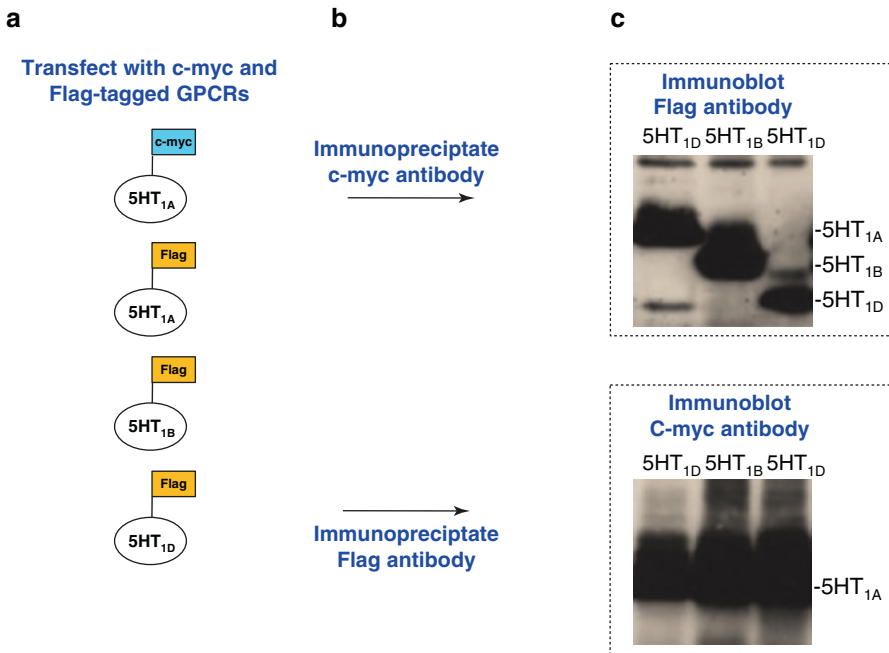 a
b
c
Transfect with c-myc and
Flag-tagged GPCRs
c-myc
5HT1A
Flag
5HT1A
Flag
5HT1B
Flag
5HT1D
Immunopreciptate
c-myc antibody
Immunopreciptate
Flag antibody
Immunoblot
Flag antibody
5HT1D 5HT1B 5HT1D
-5HT1A
-5HT1B
-5HT1D
Immunoblot
C-myc antibody
5HT1D 5HT1B 5HT1D
-5HT1A